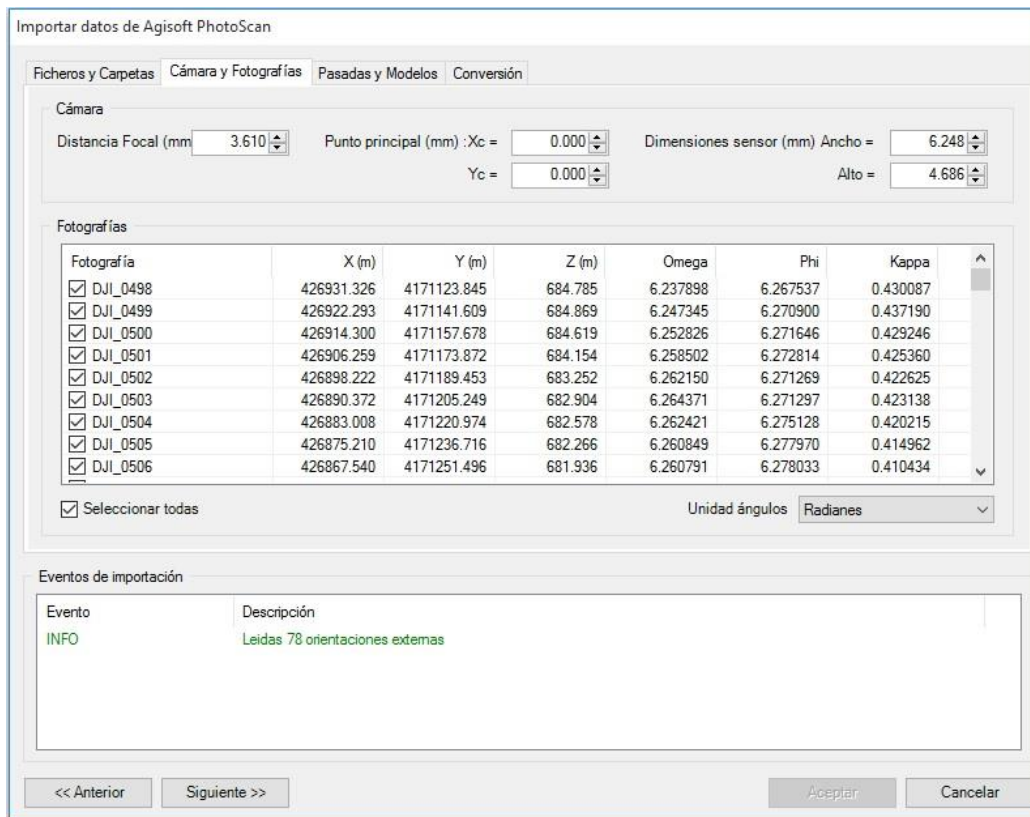 Importar datos de Agisoft PhotoScan
Ficheros y Carpetas Cámara y Fotografías Pasadas y Modelos Conversión
Cámara
Distancia Focal (mm 3.610 Punto principal (mm) :Xc = 0.000 Dimensiones sensor (mm) Ancho = 6.248
Yc = 0.000 Alto = 4.686
Fotografías
Fotografía X (m) Y (m) Z (m) Omega Phi Kappa
DJI_0498 426931.326 4171123.845 684.785 6.237898 6.267537 0.430087
DJI_0499 426922.293 4171141.609 684.869 6.247345 6.270900 0.437190
DJI_0500 426914.300 4171157.678 684.619 6.252826 6.271646 0.429246
DJI_0501 426906.259 4171173.872 684.154 6.258502 6.272814 0.425360
DJI_0502 426898.222 4171189.453 683.252 6.262150 6.271269 0.422625
DJI_0503 426890.372 4171205.249 682.904 6.264371 6.271297 0.423138
DJI_0504 426883.008 4171220.974 682.578 6.262421 6.275128 0.420215
DJI_0505 426875.210 4171236.716 682.266 6.260849 6.277970 0.414962
DJI_0506 426867.540 4171251.496 681.936 6.260791 6.278033 0.410434
Seleccionar todas Unidad ángulos Radianes
Eventos de importación
Evento Descripción
INFO Leidas 78 orientaciones externas
<< Anterior Siguiente >> Aceptar Cancelar